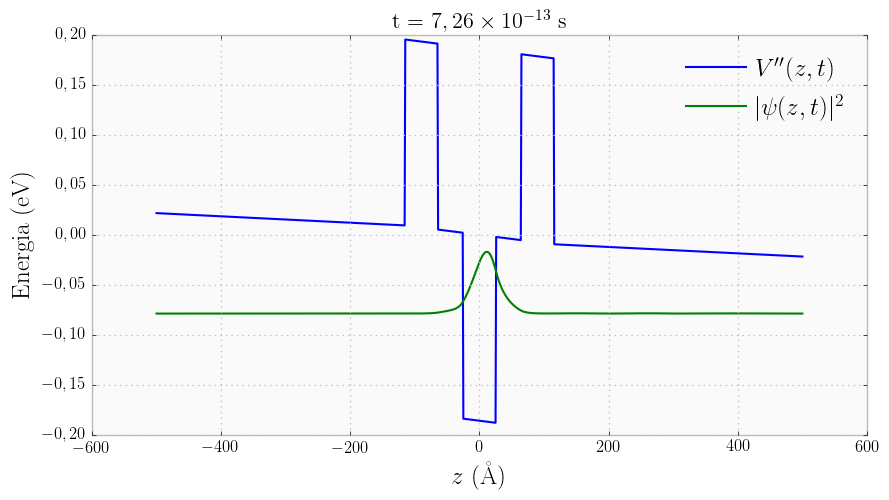 t = 7,26 × 10⁻¹³ s
V′′(z, t)
|ψ(z, t)|²
Energia (eV)
0,20
0,15
0,10
0,05
0,00
−0,05
−0,10
−0,15
−0,20
−600 −400 −200 0 200 400 600
z (Å)